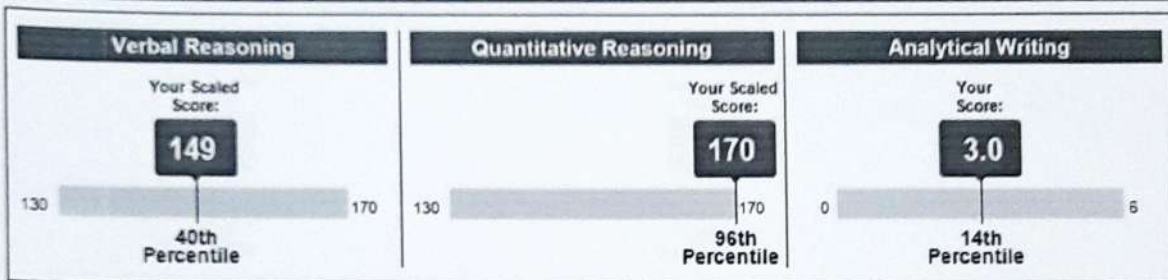 Verbal Reasoning
Your Scaled
Score:
149
130
170
40th
Percentile
Quantitative Reasoning
Your Scaled
Score:
170
130
170
96th
Percentile
Analytical Writing
Your
Score:
3.0
0
6
14th
Percentile